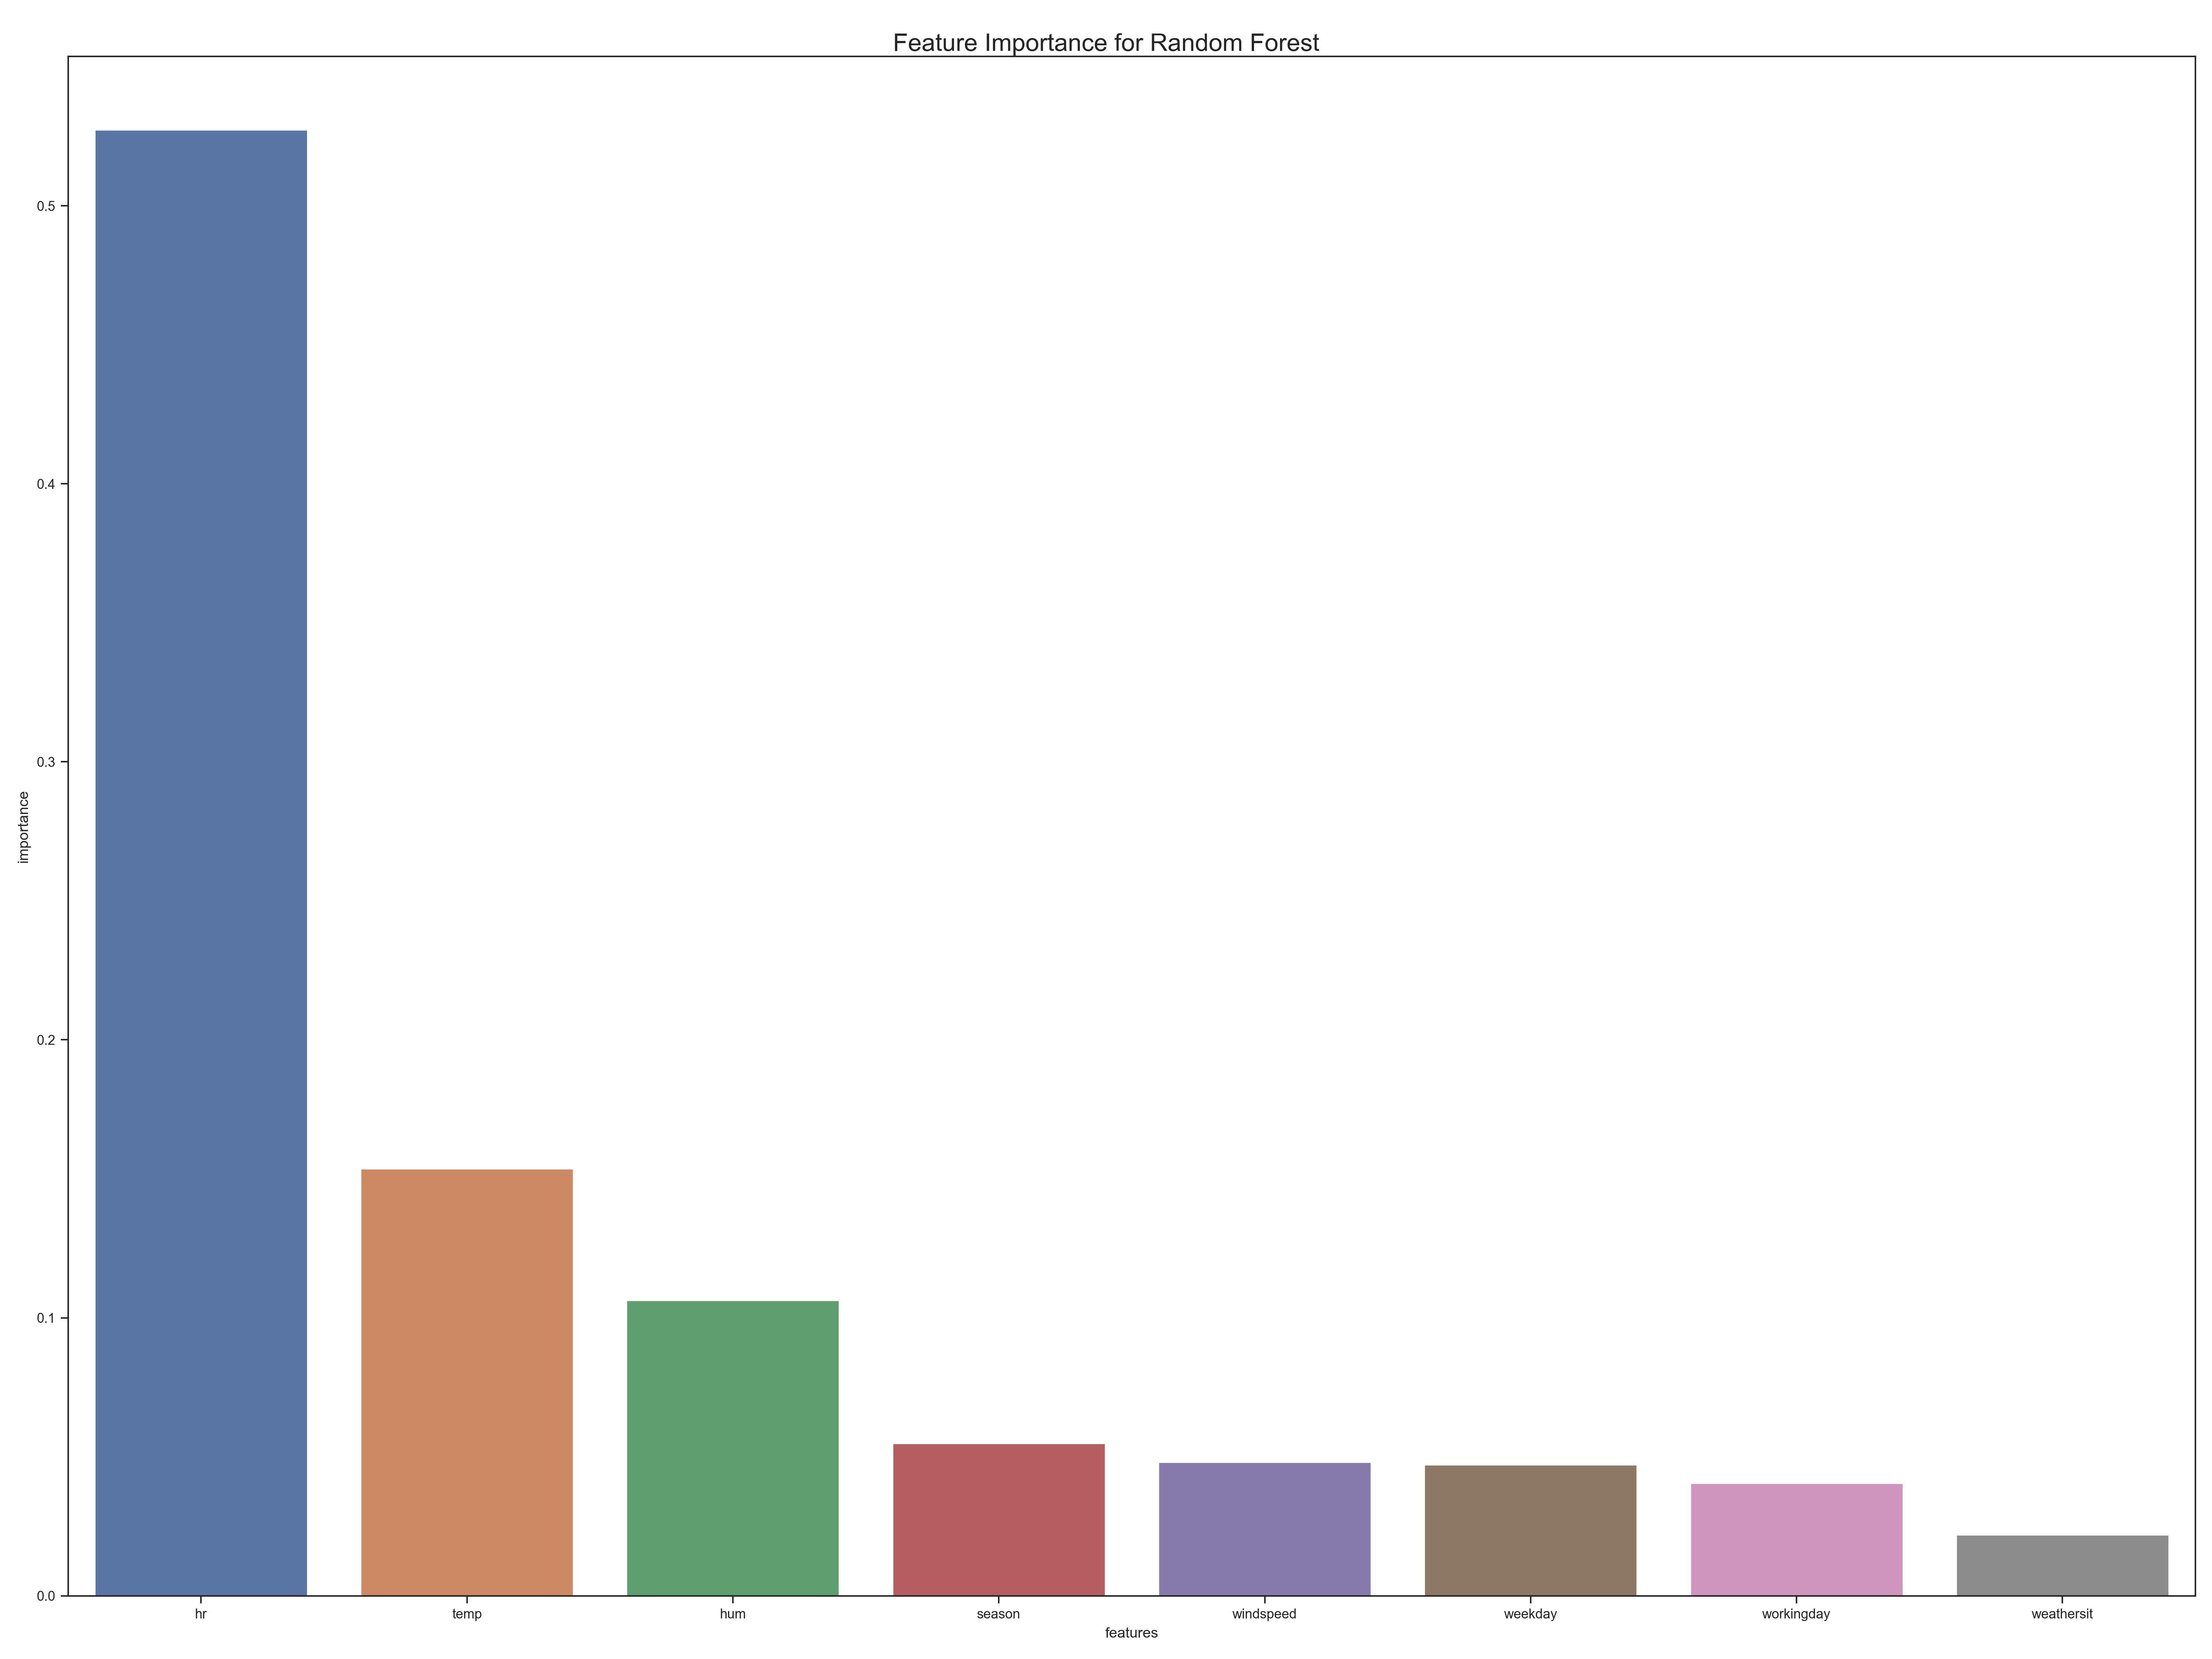 Feature Importance for Random Forest
0.5
0.4
0.3
0.2
0.1
0.0
importance
hr temp hum season windspeed weekday workingday weathersit
features